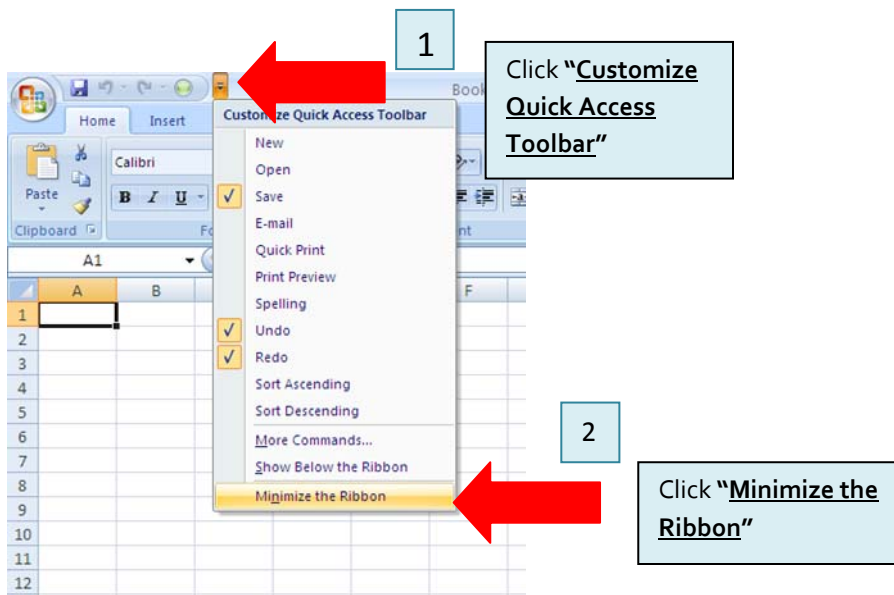 1
Click "Customize
Quick Access
Toolbar"
Book
Home Insert
Customize Quick Access Toolbar
New
Open
Save
E-mail
Quick Print
Print Preview
Spelling
Undo
Redo
Sort Ascending
Sort Descending
More Commands...
Show Below the Ribbon
Minimize the Ribbon
Calibri
Paste
B I U
Clipboard
Fo
nt
A1
A B F
1
2
3
4
5
6
7
8
9
10
11
12
2
Click "Minimize the
Ribbon"